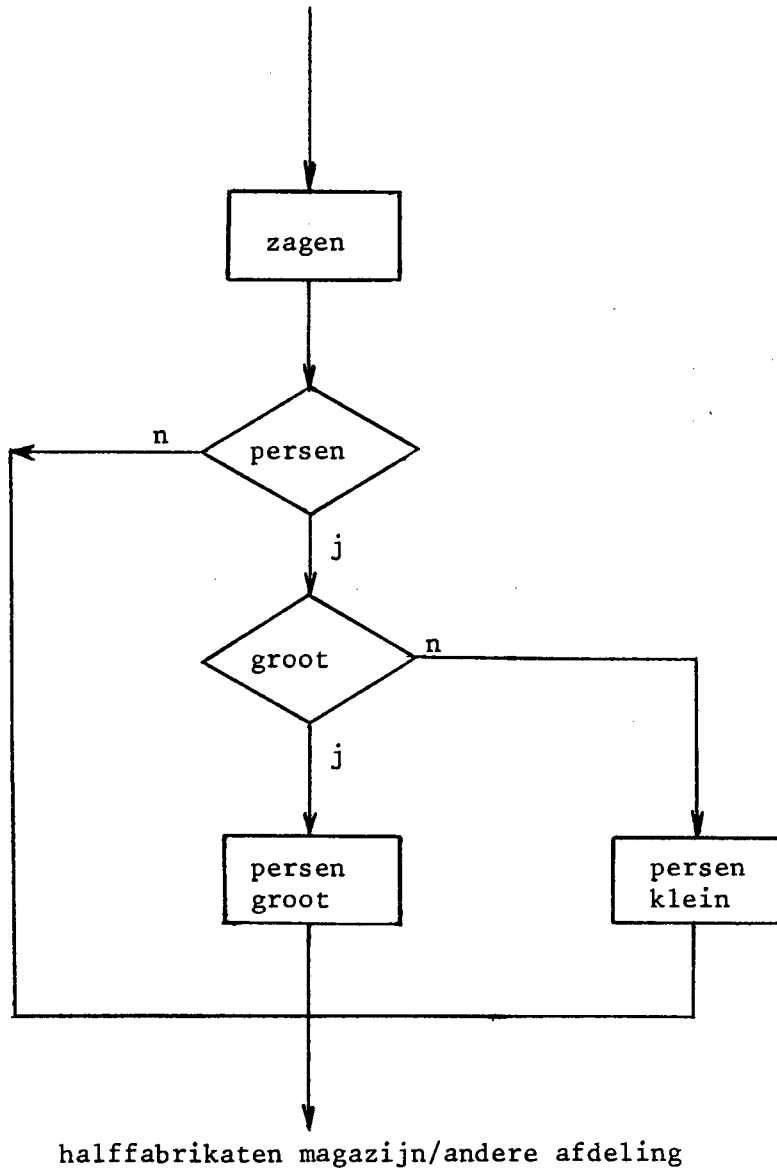 zagen
n
persen
j
groot
n
j
persen
groot
persen
klein
halffabrikaten magazijn/andere afdeling